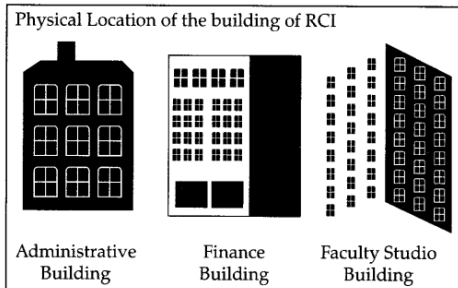 Physical Location of the building of RCI
Administrative
Building
Finance
Building
Faculty Studio
Building